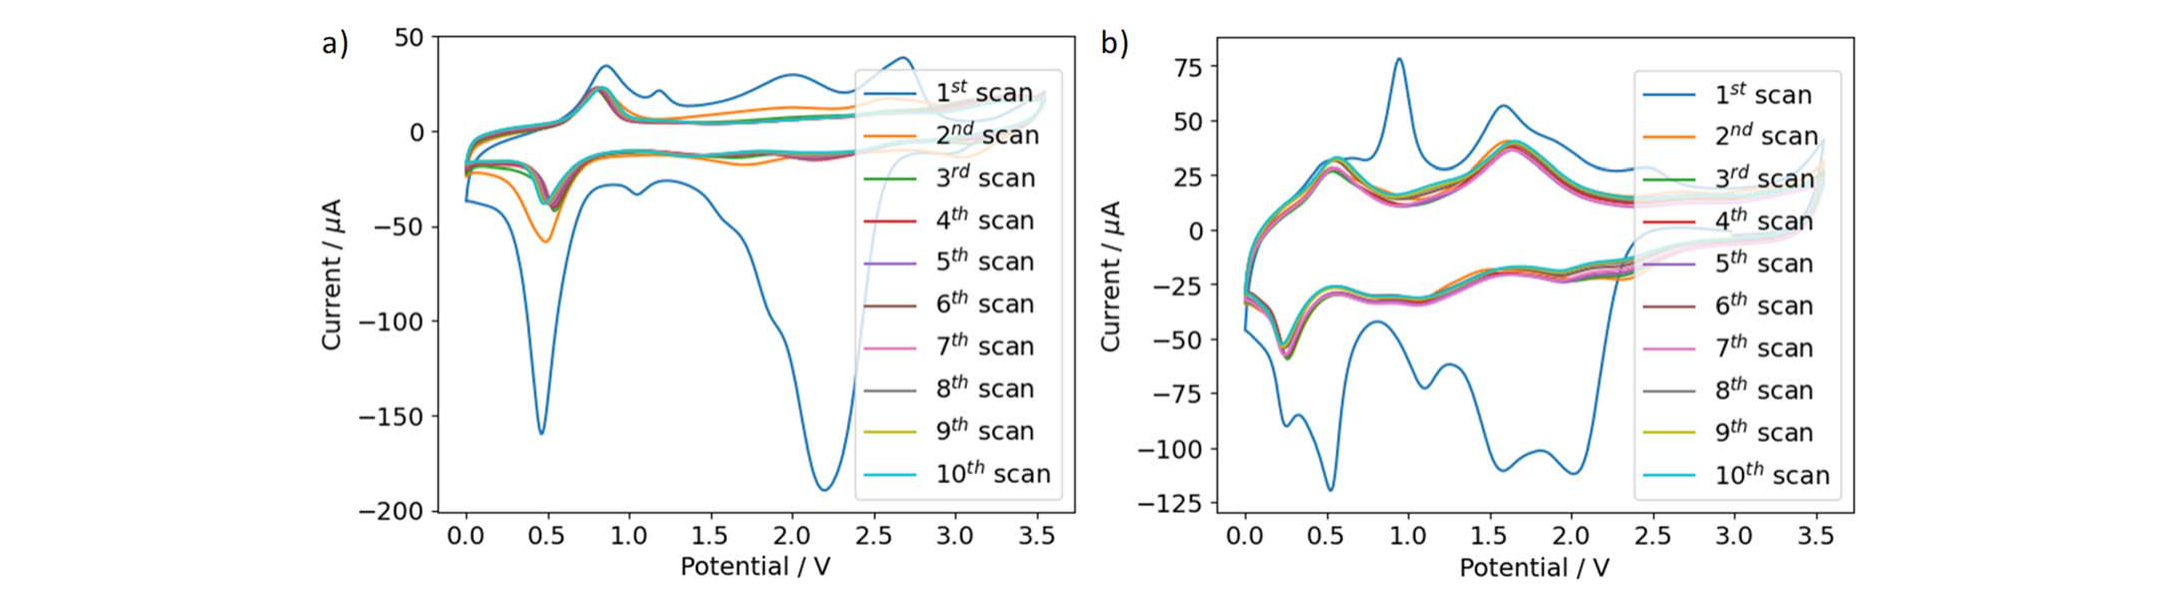 a)
50
0
−50
−100
−150
−200
Current / μA
0.0 0.5 1.0 1.5 2.0 2.5 3.0 3.5
Potential / V
1st scan
2nd scan
3rd scan
4th scan
5th scan
6th scan
7th scan
8th scan
9th scan
10th scan
b)
75
50
25
0
−25
−50
−75
−100
−125
Current / μA
0.0 0.5 1.0 1.5 2.0 2.5 3.0 3.5
Potential / V
1st scan
2nd scan
3rd scan
4th scan
5th scan
6th scan
7th scan
8th scan
9th scan
10th scan